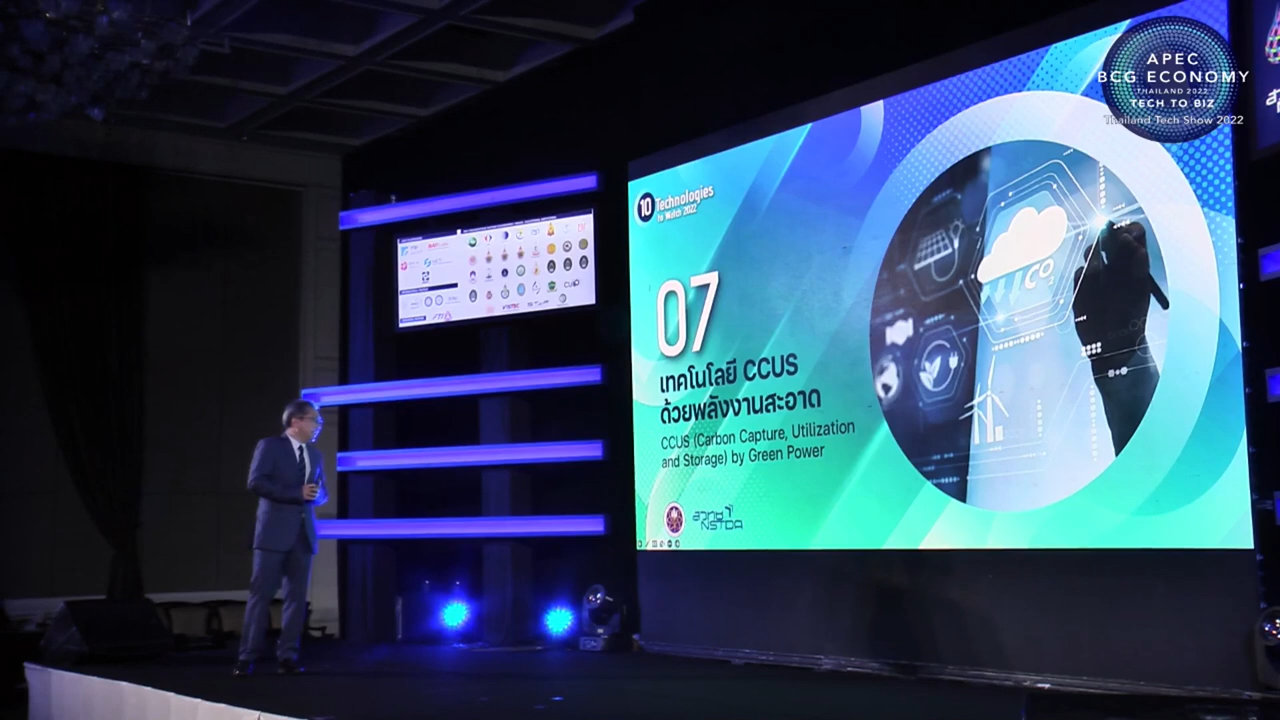 APEC
BCG ECONOMY
THAILAND 2022
TECH TO BIZ
Thailand Tech Show 2022
10 Technologies
to Watch 2022
07
เทคโนโลยี CCUS
ด้วยพลังงานสะอาด
CCUS (Carbon Capture, Utilization
and Storage) by Green Power
CO2
สวทช
NSTDA